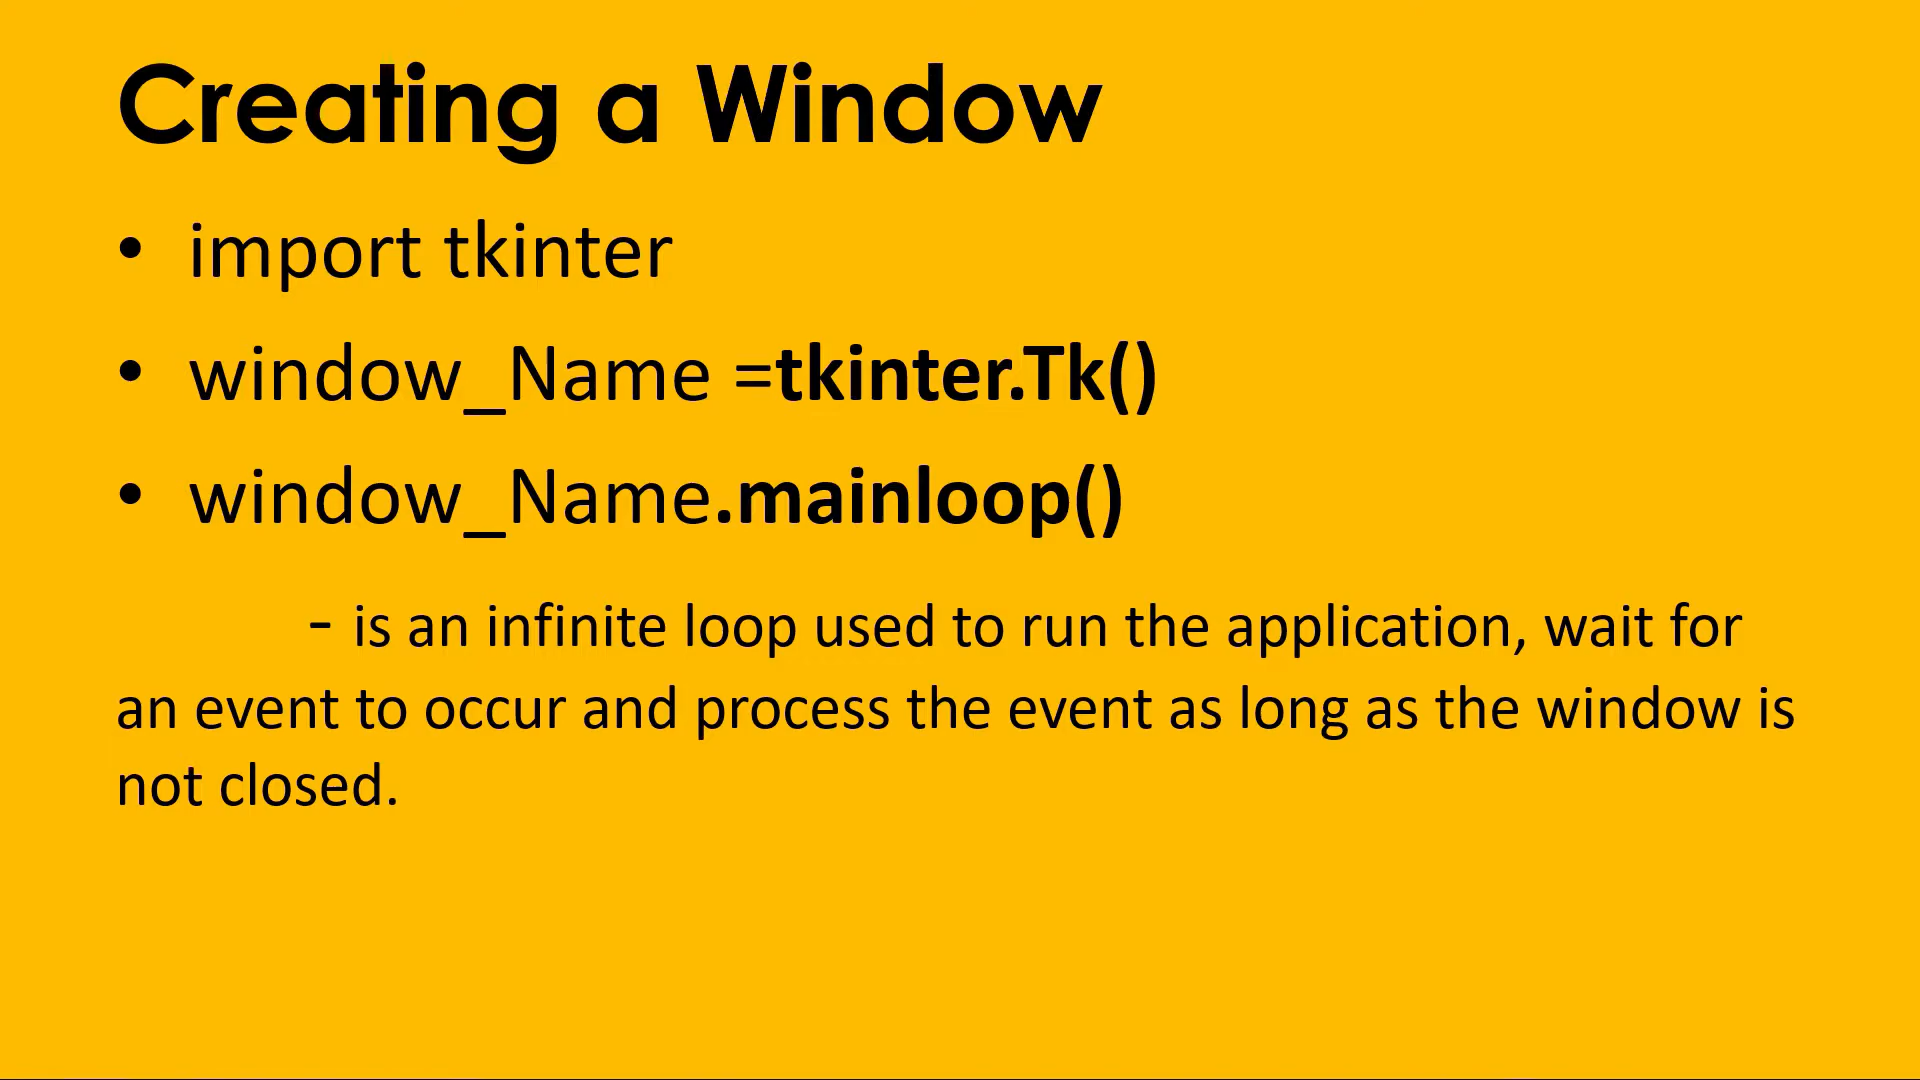 Creating a Window
• import tkinter
• window_Name =tkinter.Tk()
• window_Name.mainloop()
- is an infinite loop used to run the application, wait for
an event to occur and process the event as long as the window is
not closed.